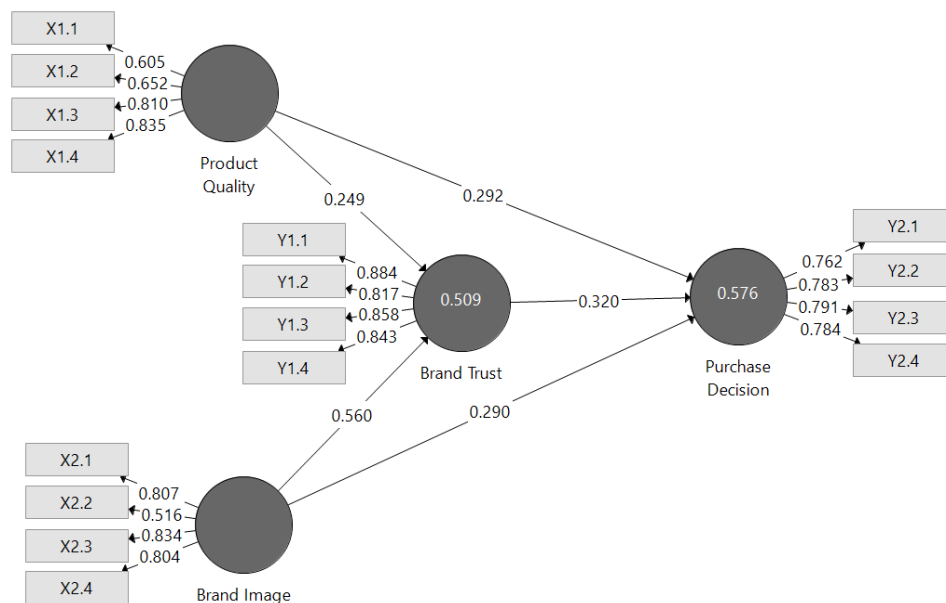 X1.1
X1.2
X1.3
X1.4
0.605
0.652
0.810
0.835
Product
Quality
0.249
0.292
Y1.1
Y1.2
Y1.3
Y1.4
0.884
0.817
0.858
0.843
0.509
Brand Trust
0.320
0.576
Purchase
Decision
0.762
0.783
0.791
0.784
Y2.1
Y2.2
Y2.3
Y2.4
0.560
0.290
X2.1
X2.2
X2.3
X2.4
0.807
0.516
0.834
0.804
Brand Image